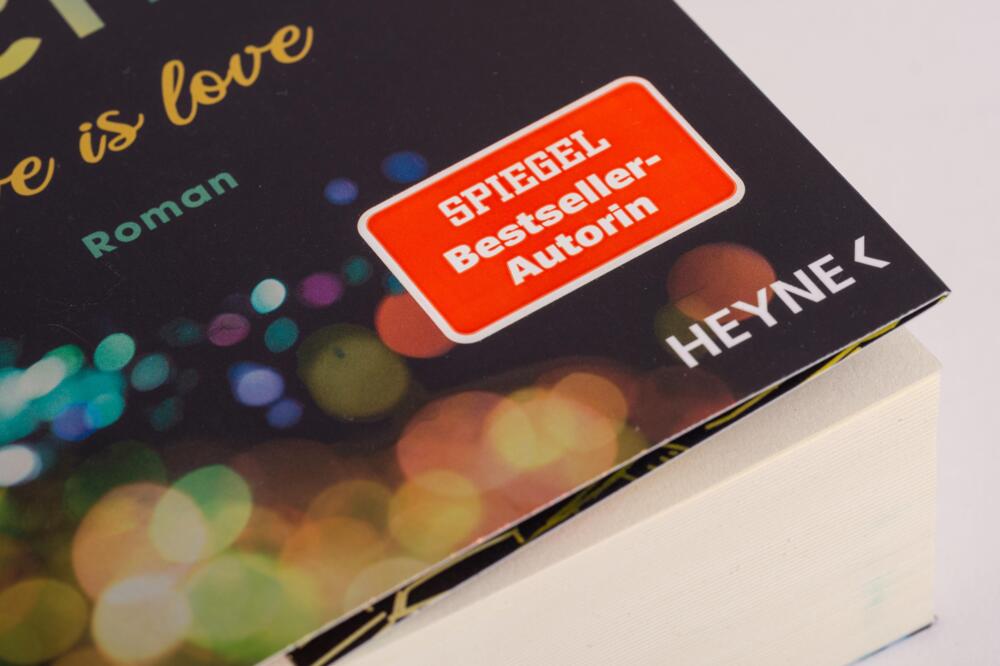 is love
Roman
SPIEGEL
Bestseller-
Autorin
HEYNE <